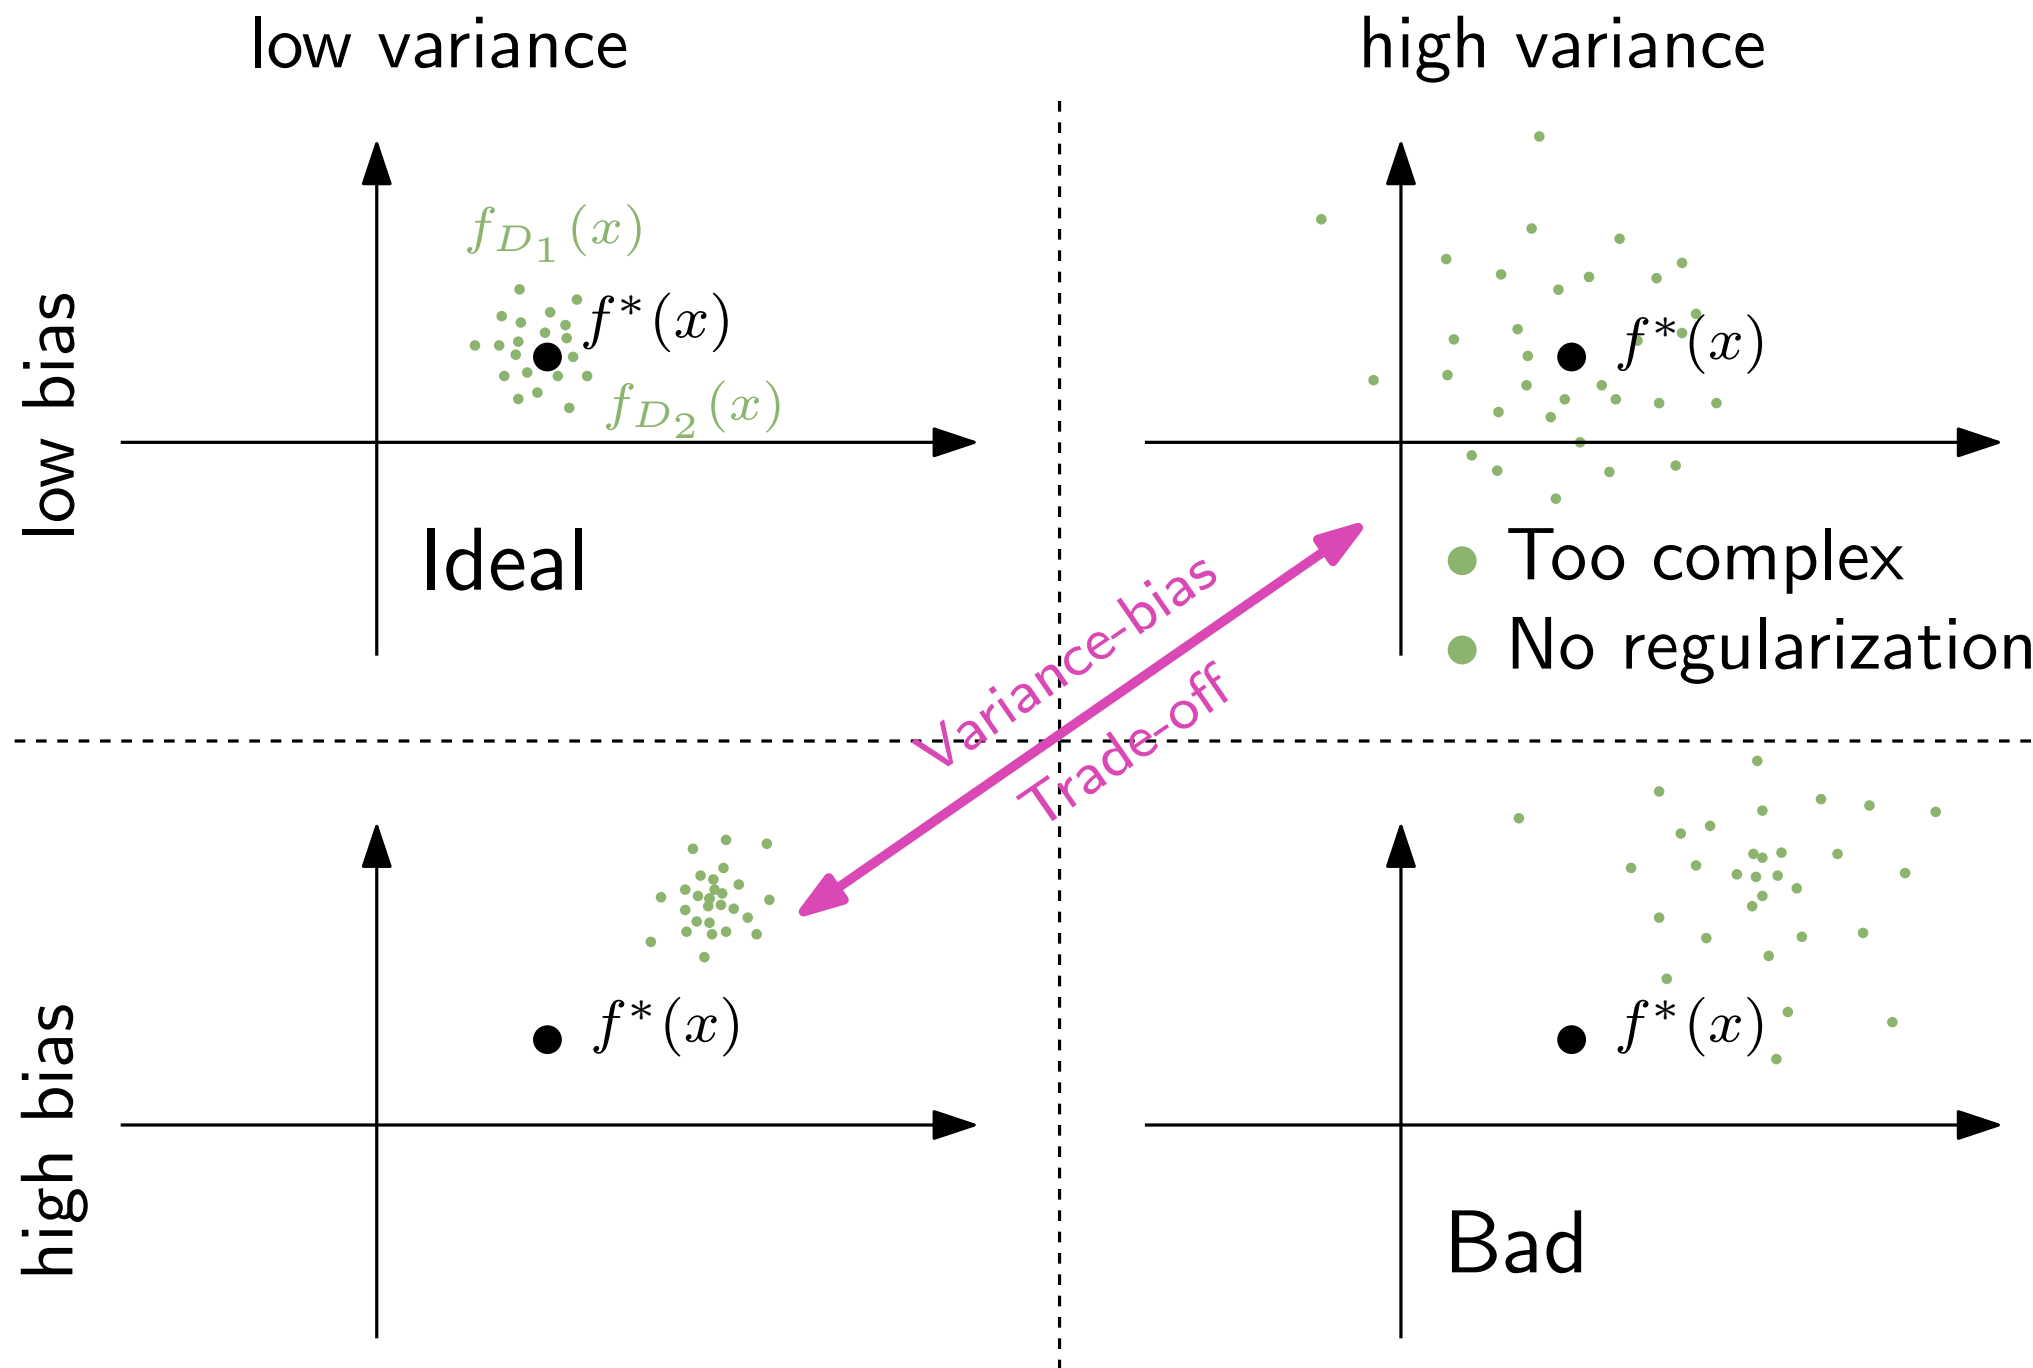 low variance
high variance
low bias
f_{D_1}(x)
f*(x)
f_{D_2}(x)
Ideal
f*(x)
Too complex
No regularization
Variance-bias
Trade-off
high bias
f*(x)
f*(x)
Bad